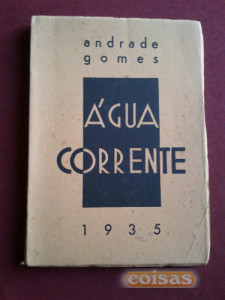 andrade
gomes
ÁGUA
CORRENTE
1935
coisas